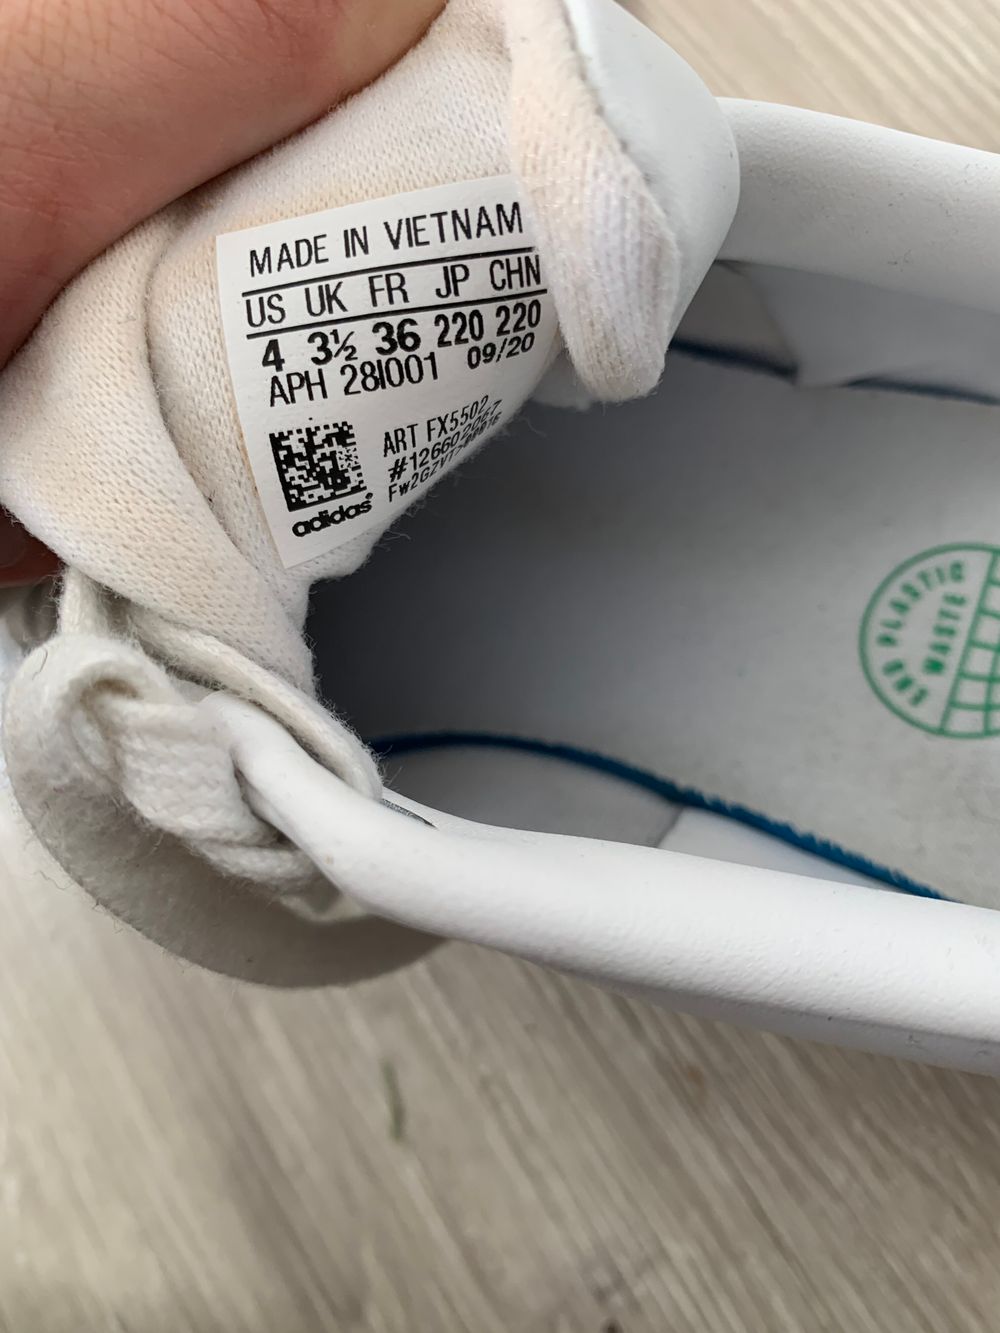 MADE IN VIETNAM
US UK FR JP CHN
4 3½ 36 220 220
APH 28I001 09/20
ART FX5502
#126602057
adidas
END PLASTIC
WASTE